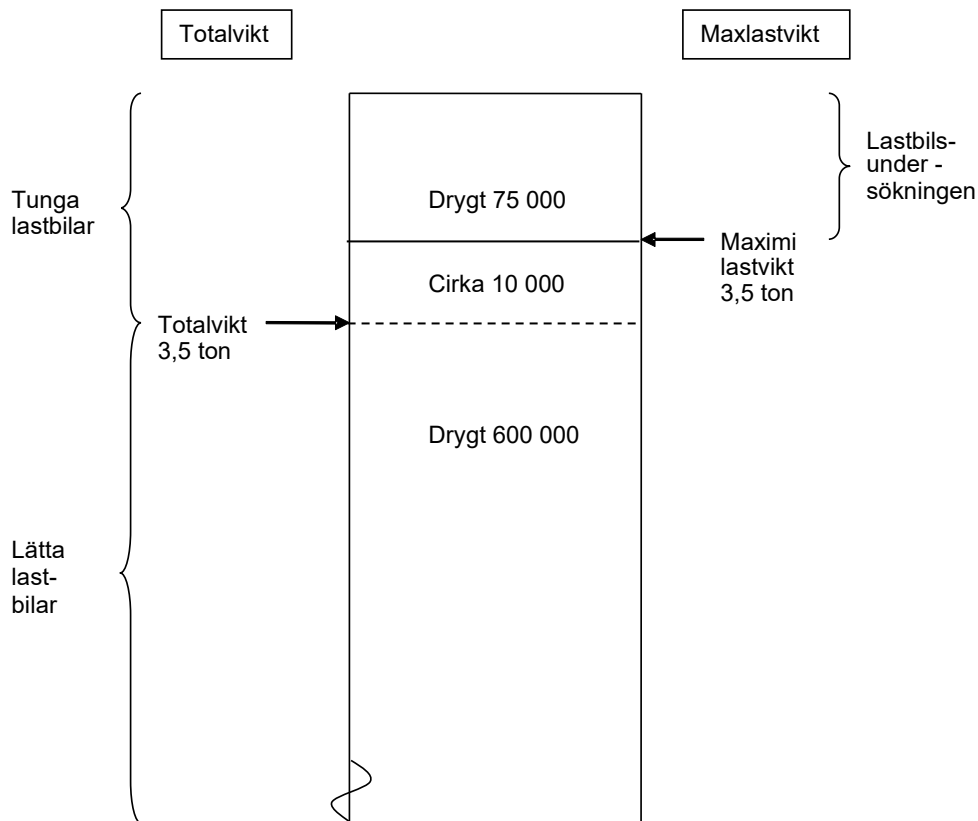 Totalvikt
Maxlastvikt
Lastbils-
under -
sökningen
Tunga
lastbilar
Drygt 75 000
Maximi
lastvikt
3,5 ton
Cirka 10 000
Totalvikt
3,5 ton
Drygt 600 000
Lätta
last-
bilar